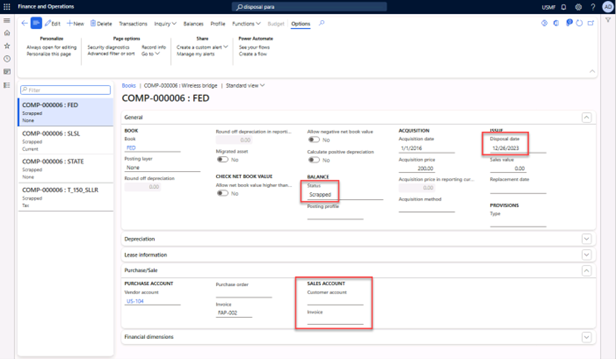 Finance and Operations
disposal para
USMF
AD
Edit
New
Delete
Transactions
Inquiry
Balances
Profile
Functions
Budget
Options
Personalize
Always open for editing
Personalize this page
Page options
Security diagnostics
Advanced filter or sort
Record info
Go to
Share
Create a custom alert
Manage my alerts
Power Automate
See your flows
Create a flow
Filter
COMP-000006 : FED
Scrapped
None
COMP-000006 : SLSL
Scrapped
Current
COMP-000006 : STATE
Scrapped
None
COMP-000006 : T_150_SLLR
Scrapped
Tax
Books | COMP-000006 : Wireless bridge | Standard view
COMP-000006 : FED
General
BOOK
Book
FED
Posting layer
None
Round off depreciation
0.00
Round off depreciation in reporti...
0.00
Migrated asset
No
CHECK NET BOOK VALUE
Allow net book value higher than...
No
Allow negative net book value
No
Calculate positive depreciation
No
BALANCE
Status
Scrapped
Posting profile
ACQUISITION
Acquisition date
1/1/2016
Acquisition price
200.00
Acquisition price in reporting cur...
0.00
Acquisition method
ISSUE
Disposal date
12/26/2023
Sales value
0.00
Replacement date
PROVISIONS
Type
Depreciation
Lease information
Purchase/Sale
PURCHASE ACCOUNT
Vendor account
US-104
Purchase order
Invoice
FAP-002
SALES ACCOUNT
Customer account
Invoice
Financial dimensions